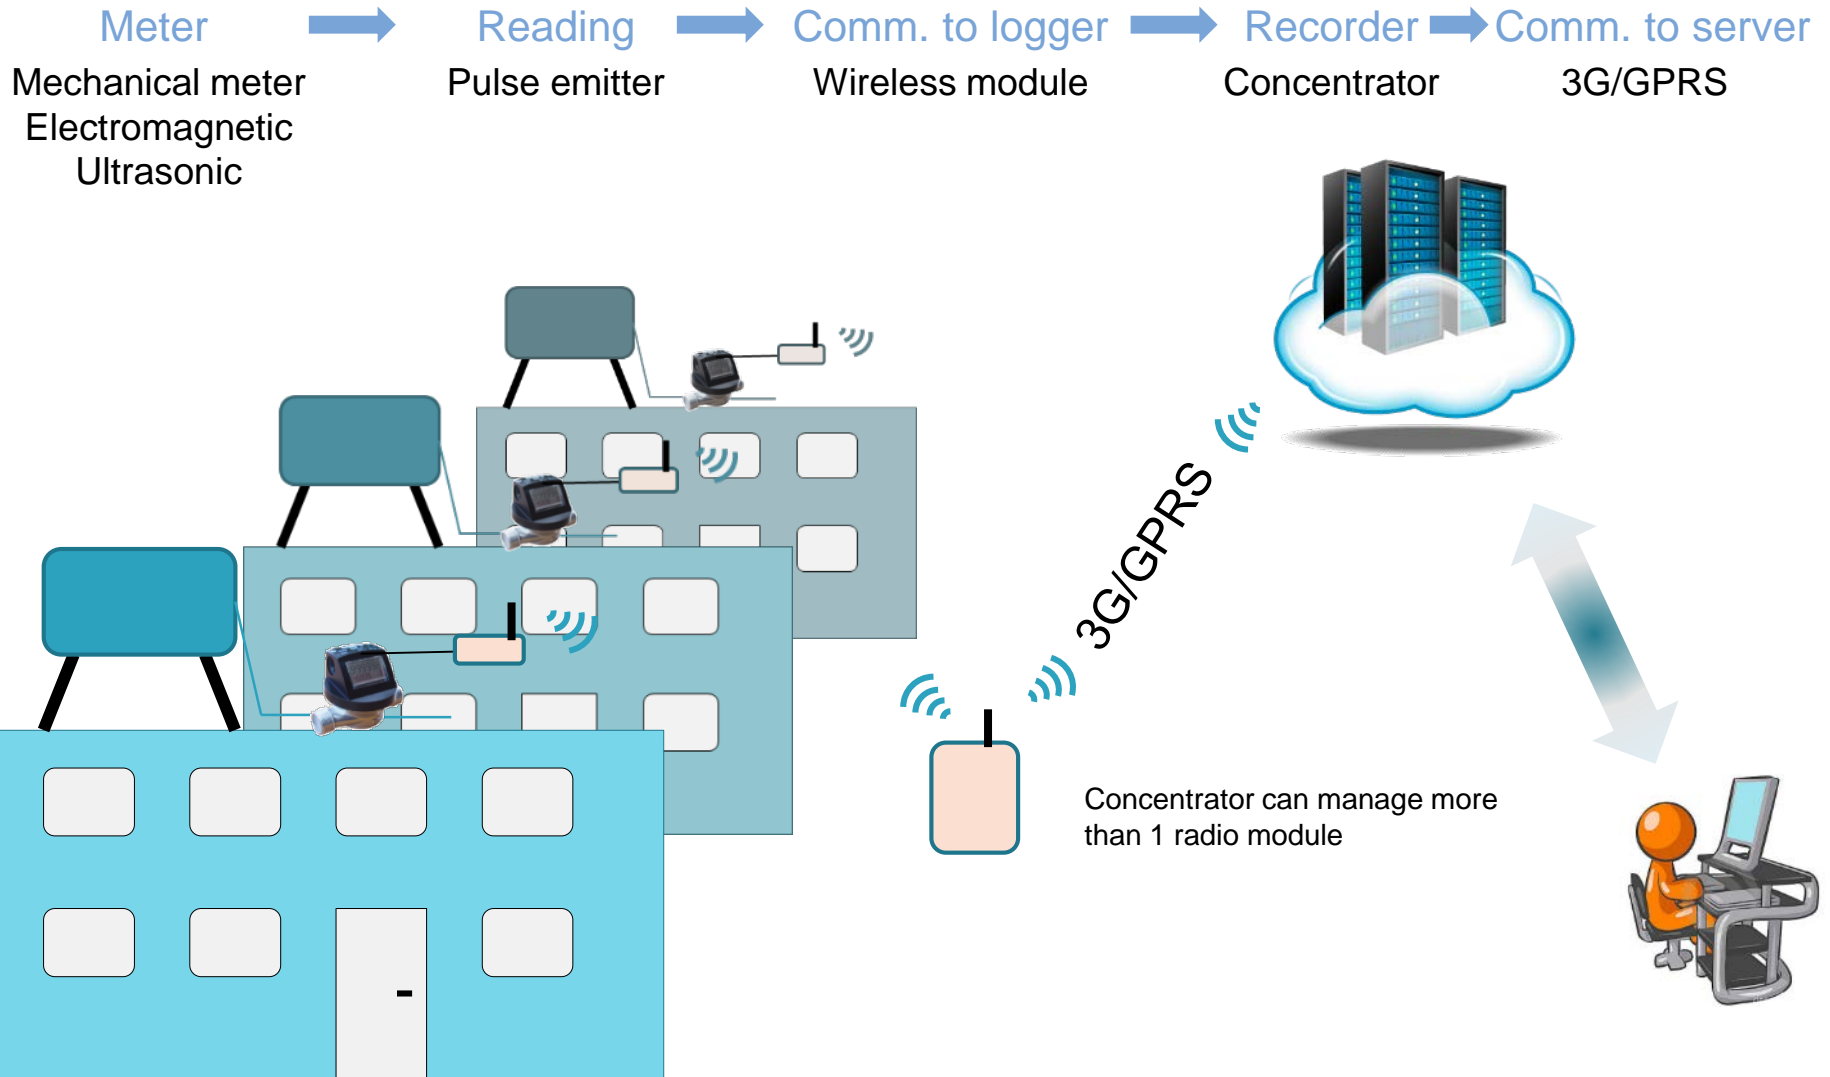 Meter
Reading
Comm. to logger
Recorder
Comm. to server
Mechanical meter
Electromagnetic
Ultrasonic
Pulse emitter
Wireless module
Concentrator
3G/GPRS
3G/GPRS
Concentrator can manage more
than 1 radio module